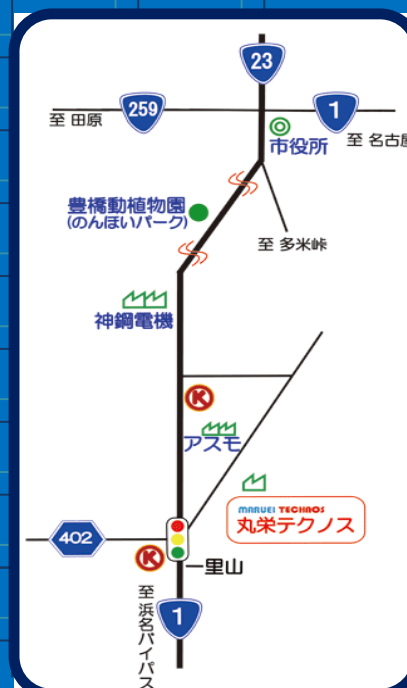 23
259
1
至 田原
市役所
至 名古屋
豊橋動植物園
(のんほいパーク)
至 多米峠
神鋼電機
K
アスモ
MARUEI TECHNOS
丸栄テクノス
402
K
一里山
至 浜名バイパス
1